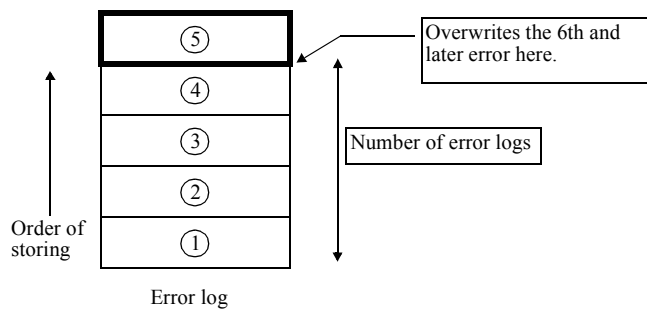 ⑤
Overwrites the 6th and
later error here.
④
③
Number of error logs
②
Order of
storing
①
Error log